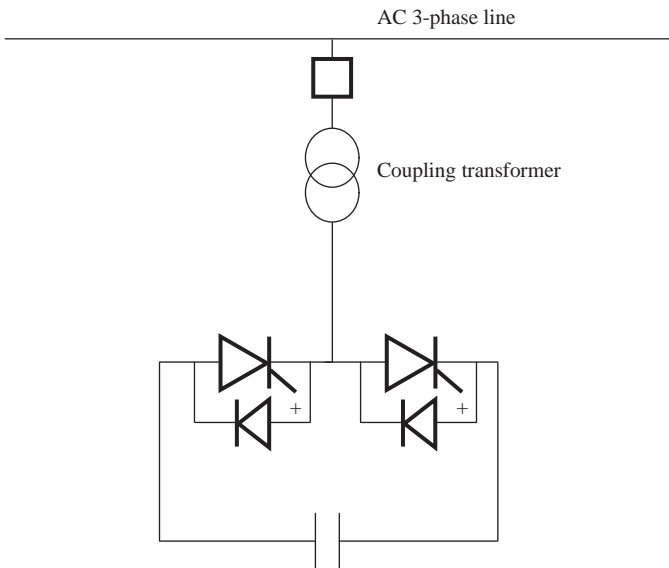 AC 3-phase line
Coupling transformer
+ +